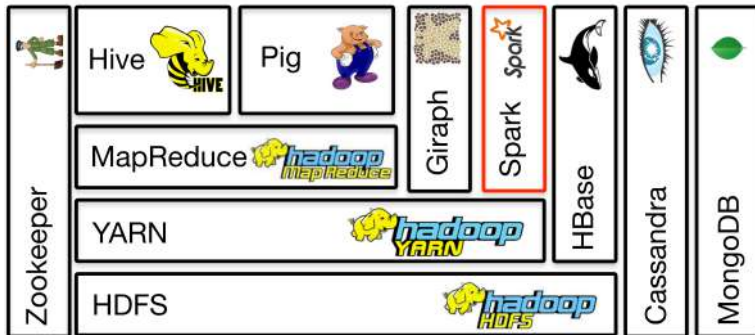 Zookeeper
Hive
HIVE
Pig
Giraph
Spark
Spark
HBase
Cassandra
MongoDB
MapReduce
hadoop
MapReduce
YARN
hadoop
YARN
HDFS
hadoop
HDFS